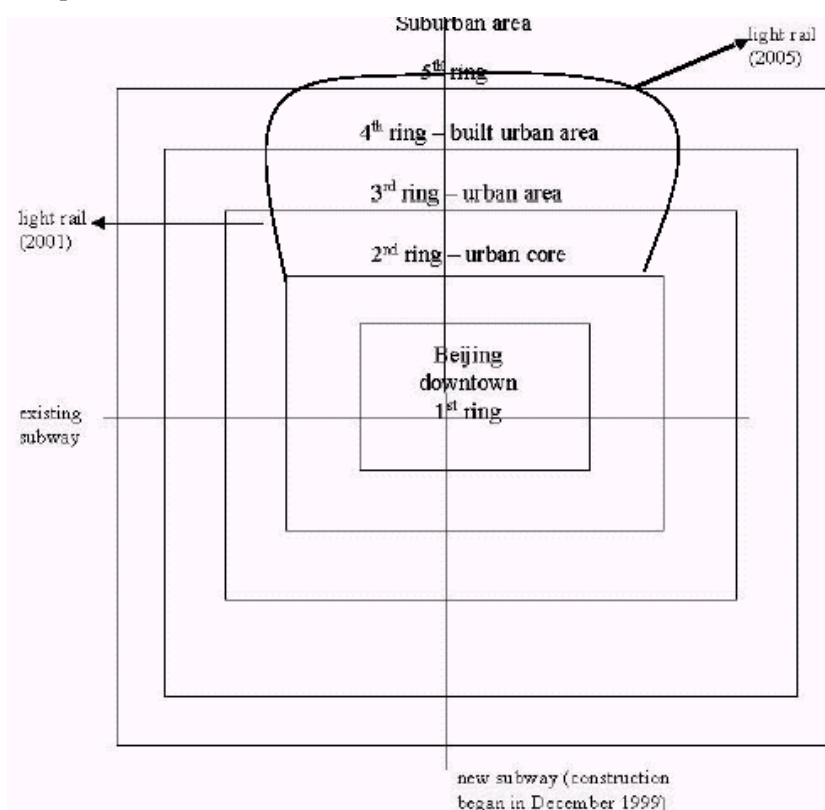 Suburban area
light rail
(2005)
5th ring
4th ring – built urban area
3rd ring – urban area
light rail
(2001)
2nd ring – urban core
Beijing
downtown
1st ring
existing
subway
new subway (construction
began in December 1999)